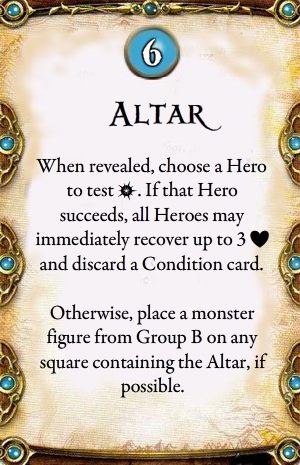 6
ALTAR
When revealed, choose a Hero
to test . If that Hero
succeeds, all Heroes may
immediately recover up to 3
and discard a Condition card.
Otherwise, place a monster
figure from Group B on any
square containing the Altar, if
possible.